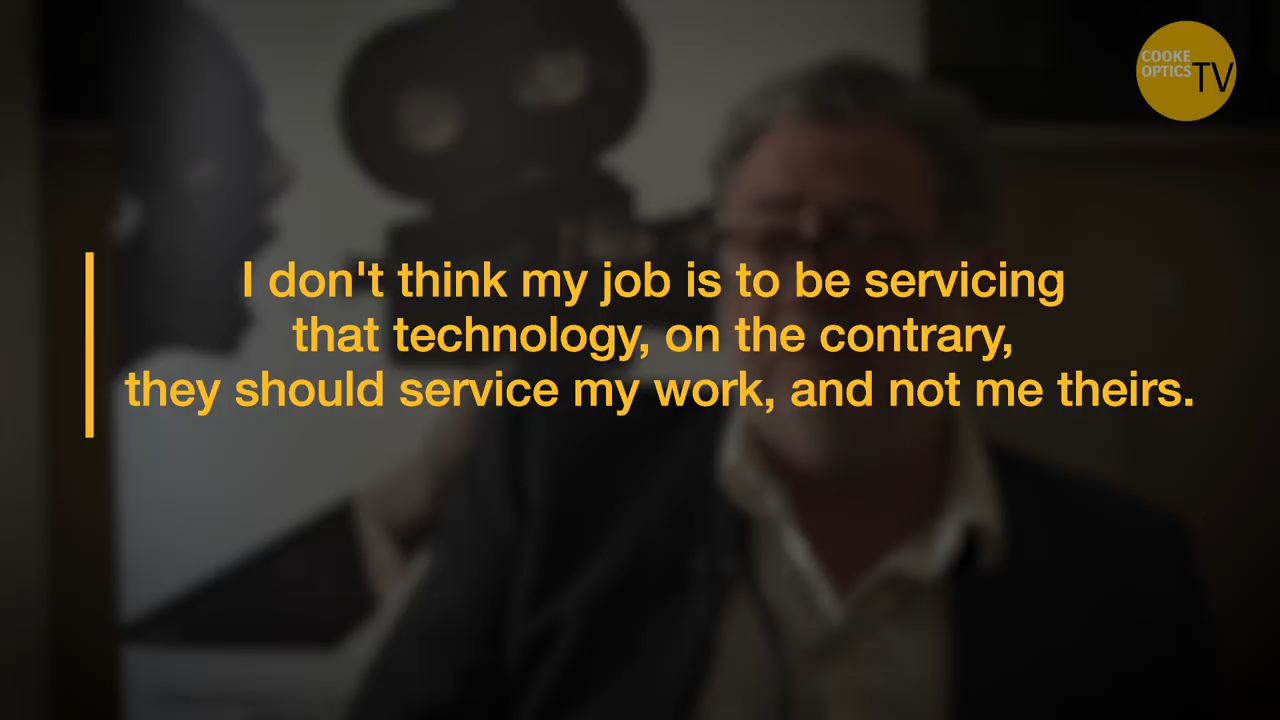 COOKE
OPTICS TV
I don't think my job is to be servicing
that technology, on the contrary,
they should service my work, and not me theirs.